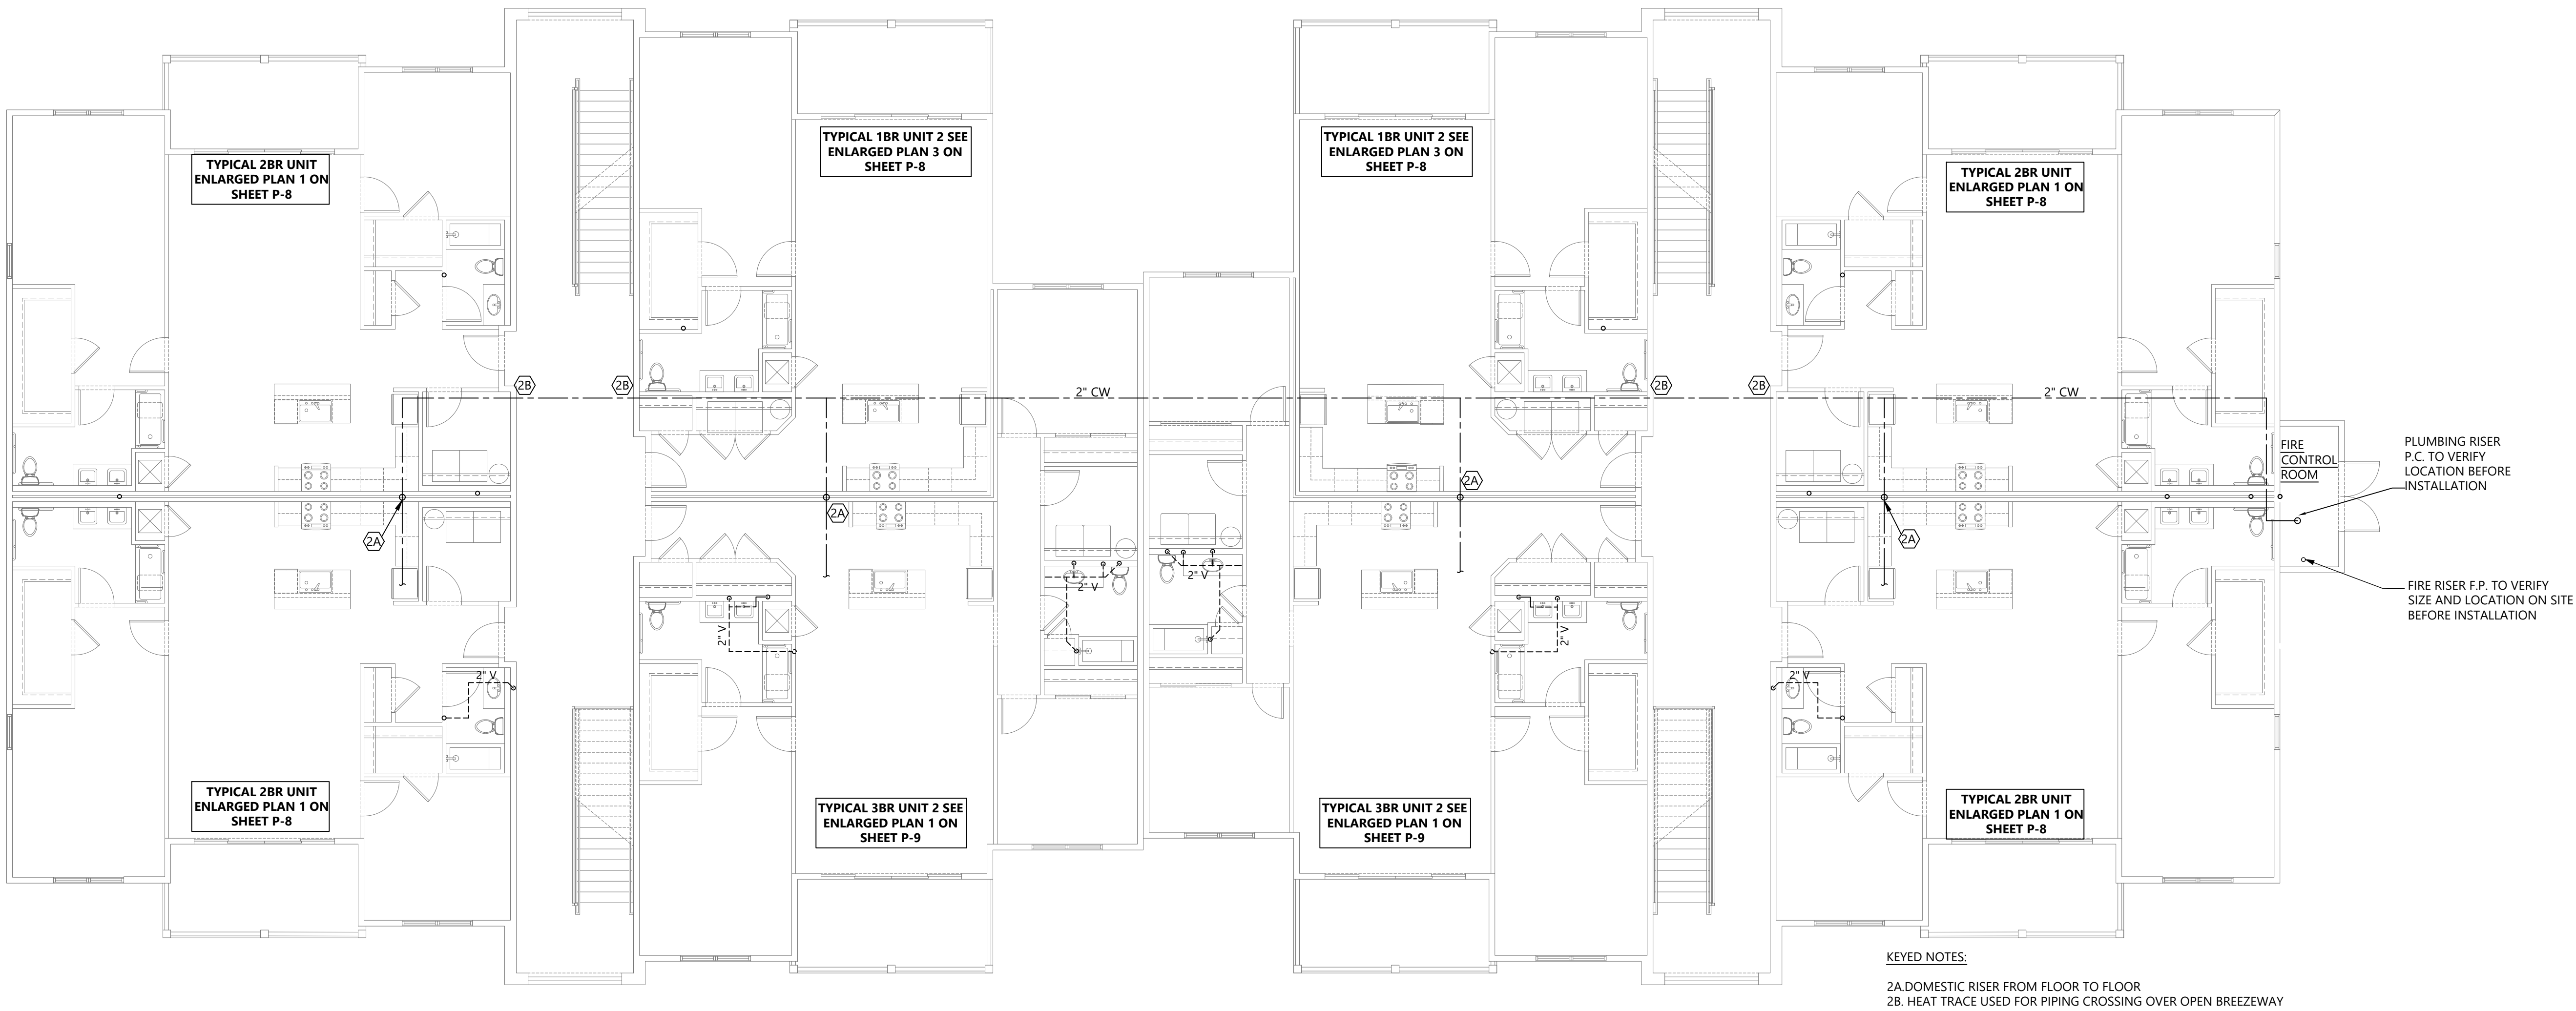 TYPICAL 2BR UNIT
ENLARGED PLAN 1 ON
SHEET P-8
TYPICAL 1BR UNIT 2 SEE
ENLARGED PLAN 3 ON
SHEET P-8
TYPICAL 1BR UNIT 2 SEE
ENLARGED PLAN 3 ON
SHEET P-8
TYPICAL 2BR UNIT
ENLARGED PLAN 1 ON
SHEET P-8
2B
2B
2" CW
2B
2B
2" CW
FIRE
CONTROL
ROOM
PLUMBING RISER
P.C. TO VERIFY
LOCATION BEFORE
INSTALLATION
2A
2A
2A
2A
FIRE RISER F.P. TO VERIFY
SIZE AND LOCATION ON SITE
BEFORE INSTALLATION
2" V
2" V
2" V
2" V
2" V
2" V
TYPICAL 2BR UNIT
ENLARGED PLAN 1 ON
SHEET P-8
TYPICAL 3BR UNIT 2 SEE
ENLARGED PLAN 1 ON
SHEET P-9
TYPICAL 3BR UNIT 2 SEE
ENLARGED PLAN 1 ON
SHEET P-9
TYPICAL 2BR UNIT
ENLARGED PLAN 1 ON
SHEET P-8
KEYED NOTES:
2A.DOMESTIC RISER FROM FLOOR TO FLOOR
2B. HEAT TRACE USED FOR PIPING CROSSING OVER OPEN BREEZEWAY